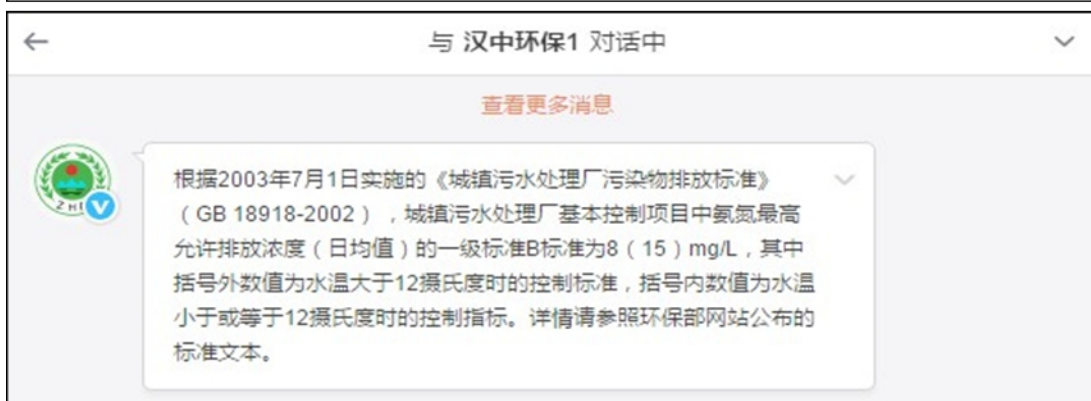 与 汉中环保1 对话中
查看更多消息
根据2003年7月1日实施的《城镇污水处理厂污染物排放标准》
（GB 18918-2002），城镇污水处理厂基本控制项目中氨氮最高
允许排放浓度（日均值）的一级标准B标准为8（15）mg/L，其中
括号外数值为水温大于12摄氏度时的控制标准，括号内数值为水温
小于或等于12摄氏度时的控制指标。详情请参照环保部网站公布的
标准文本。